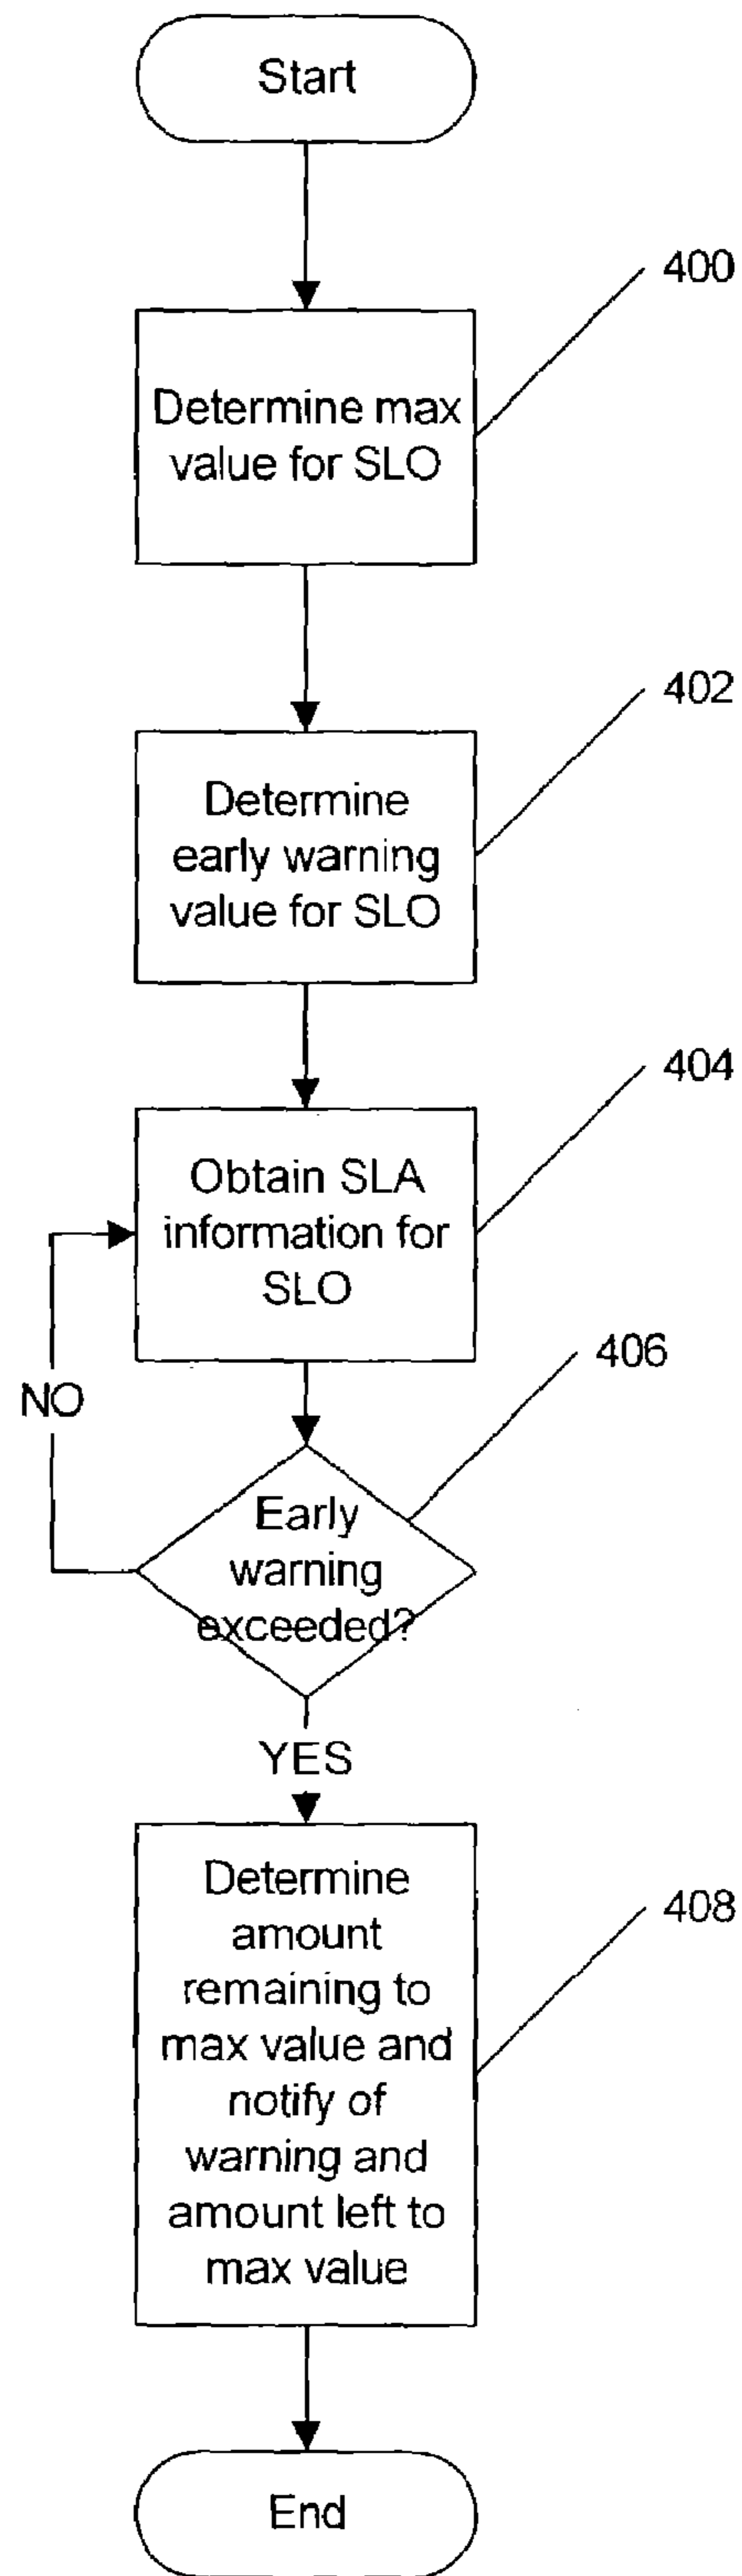 Start
400
Determine max
value for SLO
402
Determine
early warning
value for SLO
404
Obtain SLA
information for
SLO
406
NO
Early
warning
exceeded?
YES
408
Determine
amount
remaining to
max value and
notify of
warning and
amount left to
max value
End